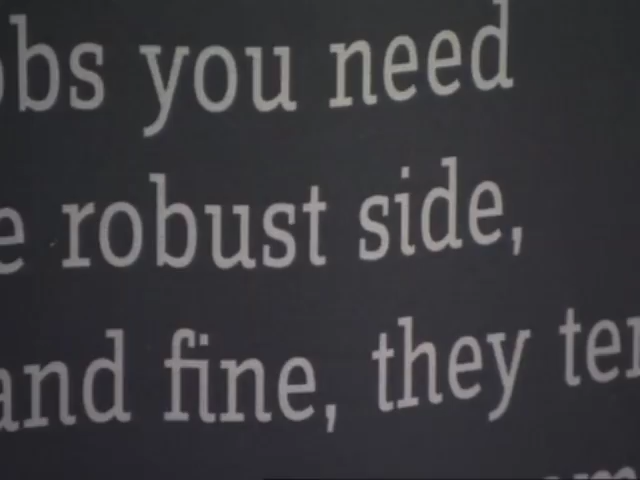 obs you need
e robust side,
and fine, they ter